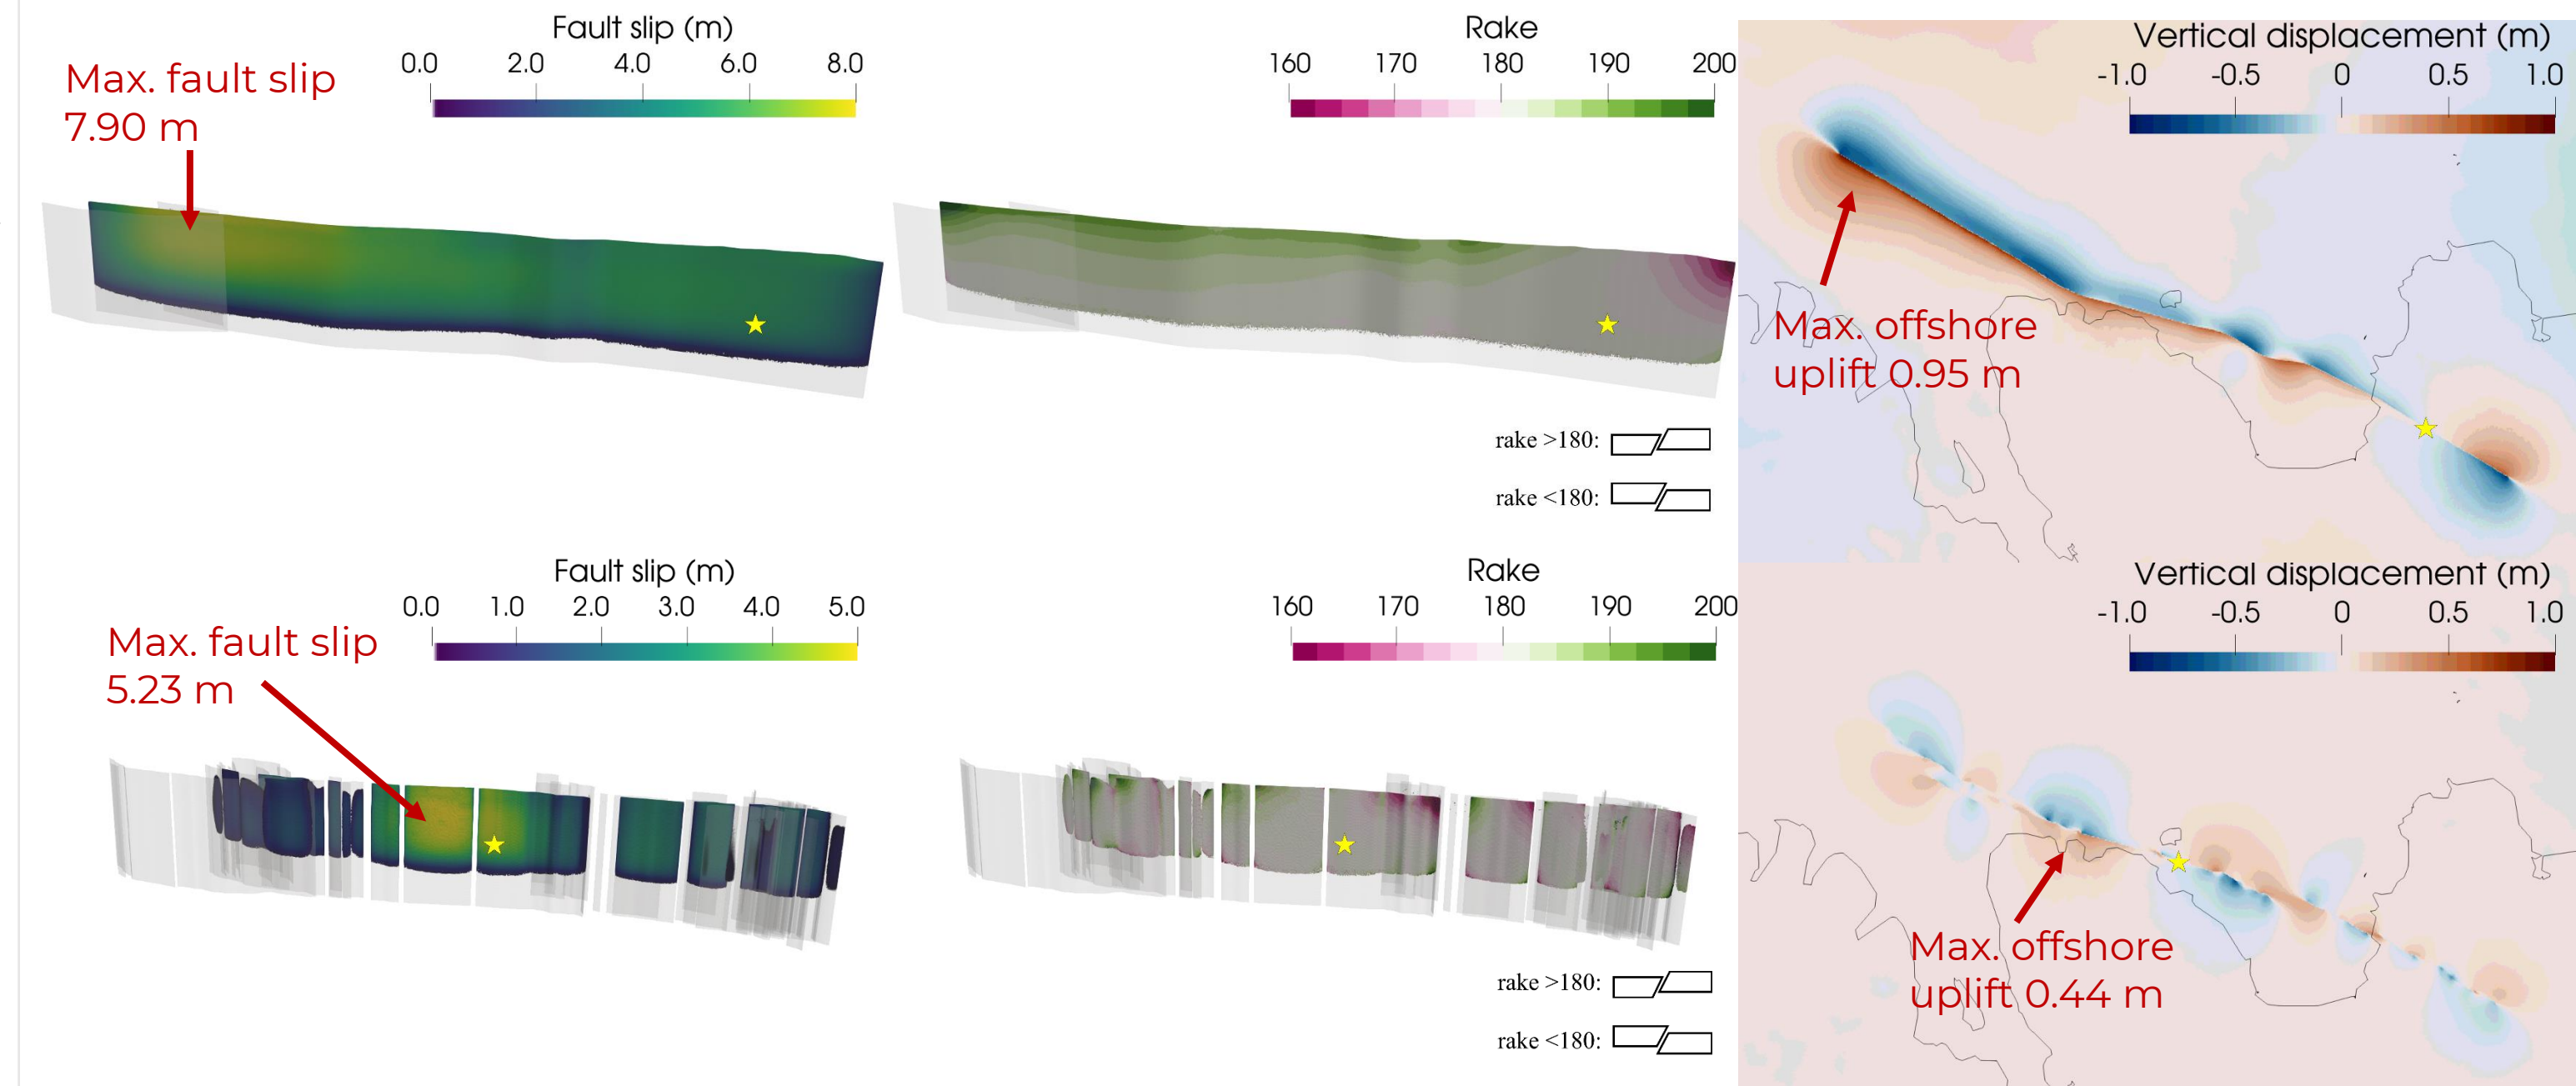 Fault slip (m)
0.0 2.0 4.0 6.0 8.0
Max. fault slip
7.90 m
Rake
160 170 180 190 200
rake >180:
rake <180:
Vertical displacement (m)
-1.0 -0.5 0 0.5 1.0
Max. offshore
uplift 0.95 m
Fault slip (m)
0.0 1.0 2.0 3.0 4.0 5.0
Max. fault slip
5.23 m
Rake
160 170 180 190 200
rake >180:
rake <180:
Vertical displacement (m)
-1.0 -0.5 0 0.5 1.0
Max. offshore
uplift 0.44 m